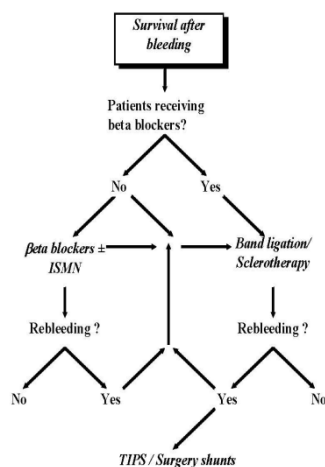 Survival after
bleeding
Patients receiving
beta blockers?
No
Yes
βeta blockers ±
ISMN
Band ligation/
Sclerotherapy
Rebleeding ?
Rebleeding ?
No
Yes
Yes
No
TIPS / Surgery shunts